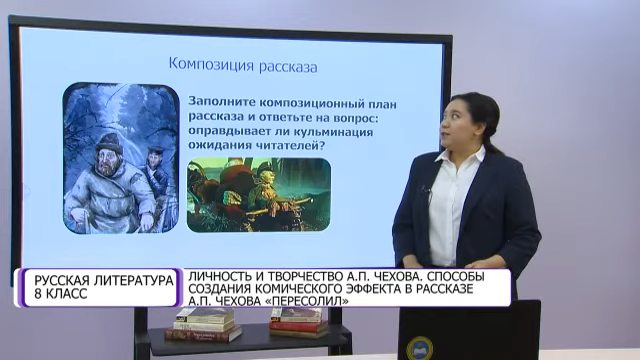 Композиция рассказа
Заполните композиционный план
рассказа и ответьте на вопрос:
оправдывает ли кульминация
ожидания читателей?
РУССКАЯ ЛИТЕРАТУРА
8 КЛАСС
ЛИЧНОСТЬ И ТВОРЧЕСТВО А.П. ЧЕХОВА. СПОСОБЫ
СОЗДАНИЯ КОМИЧЕСКОГО ЭФФЕКТА В РАССКАЗЕ
А.П. ЧЕХОВА «ПЕРЕСОЛИЛ»